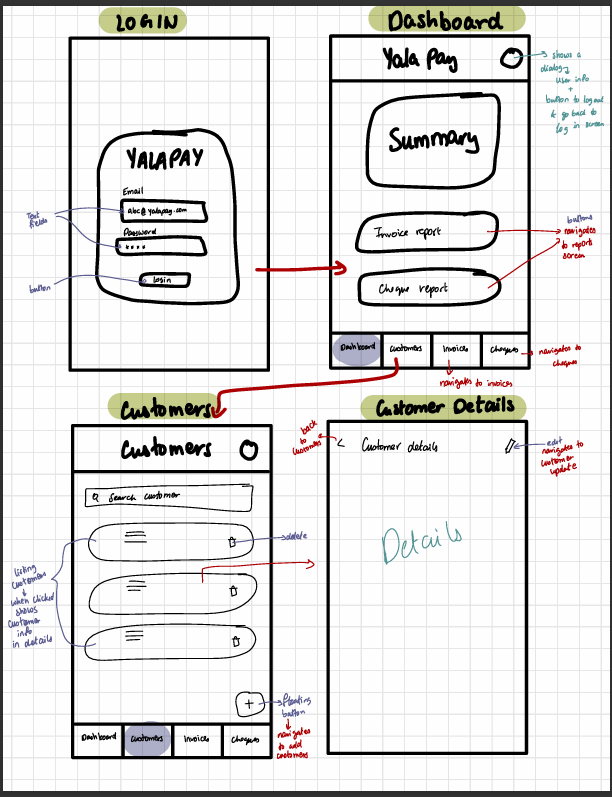 LOGIN
YALAPAY
Email
abc@yalapay.com
Password
****
login
Text
fields
button
Dashboard
Yala Pay
shows a
dialog
user info
+
button to log out
& go back to
log in screen
Summary
Invoice report
Cheque report
buttons
navigates
to reports
screen
Dashboard
Customers
Invoices
Cheques
navigates to
cheques
navigates to invoices
Customers
Customers
Search customer
delete
listing
customers
when clicked
shows
customer
info
in details
+
floating
button
navigates
to add
customers
Dashboard
Customers
Invoices
Cheques
Customer Details
back
to
customers
< Customer details
edit
navigates to
customer
update
Details